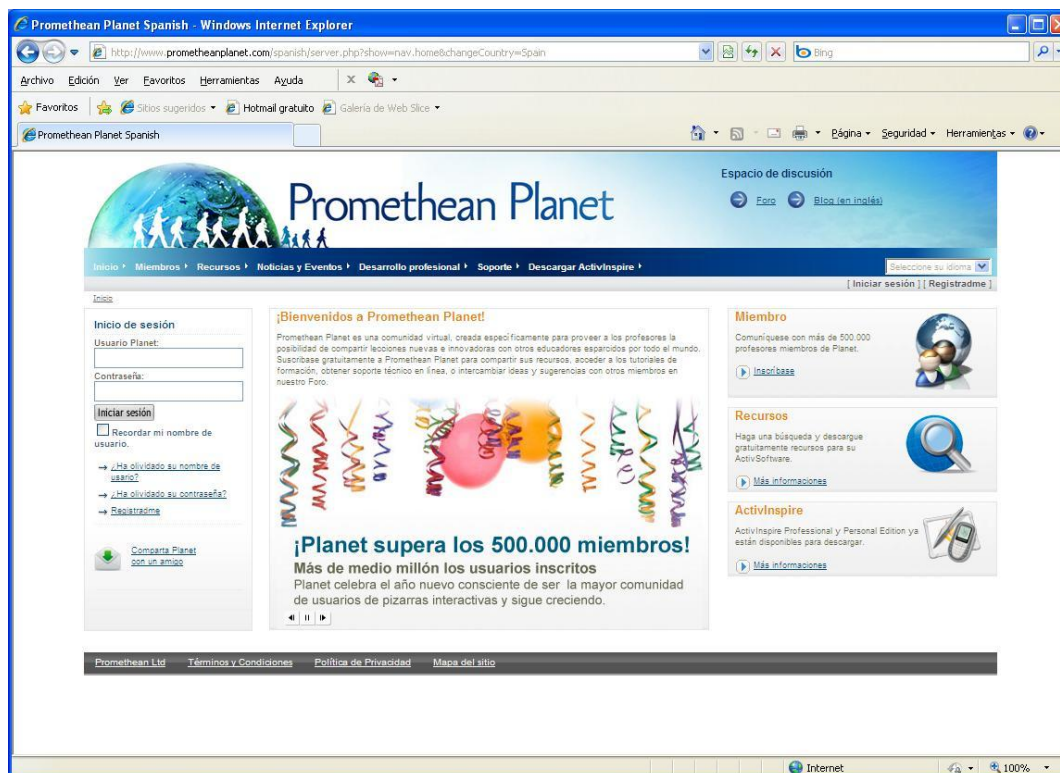 Promethean Planet Spanish - Windows Internet Explorer
http://www.prometheanplanet.com/spanish/server.php?show=nav.home&changeCountry=Spain
Bing
Archivo Edición Ver Favoritos Herramientas Ayuda
Favoritos Sitios sugeridos Hotmail gratuito Galería de Web Slice
Promethean Planet Spanish
Página Seguridad Herramientas
Promethean Planet
Espacio de discusión
Foro Blog (en inglés)
Inicio Miembros Recursos Noticias y Eventos Desarrollo profesional Soporte Descargar ActivInspire
Seleccione su idioma
[ Iniciar sesión ] [ Registradme ]
Inicio
Inicio de sesión
Usuario Planet:
Contraseña:
Iniciar sesión
Recordar mi nombre de
usuario.
¿Ha olvidado su nombre de
usario?
¿Ha olvidado su contraseña?
Registradme
Comparta Planet
con un amigo
¡Bienvenidos a Promethean Planet!
Promethean Planet es una comunidad virtual, creada específicamente para proveer a los profesores la
posibilidad de compartir lecciones nuevas e innovadoras con otros educadores esparcidos por todo el mundo.
Suscríbase gratuitamente a Promethean Planet para compartir sus recursos, acceder a los tutoriales de
formación, obtener soporte técnico en línea, o intercambiar ideas y sugerencias con otros miembros en
nuestro Foro.
¡Planet supera los 500.000 miembros!
Más de medio millón los usuarios inscritos
Planet celebra el año nuevo consciente de ser la mayor comunidad
de usuarios de pizarras interactivas y sigue creciendo.
Miembro
Comuníquese con más de 500.000
profesores miembros de Planet.
Inscríbase
Recursos
Haga una búsqueda y descargue
gratuitamente recursos para su
ActivSoftware.
Más informaciones
ActivInspire
ActivInspire Professional y Personal Edition ya
están disponibles para descargar.
Más informaciones
Promethean Ltd Términos y Condiciones Política de Privacidad Mapa del sitio
Internet 100%